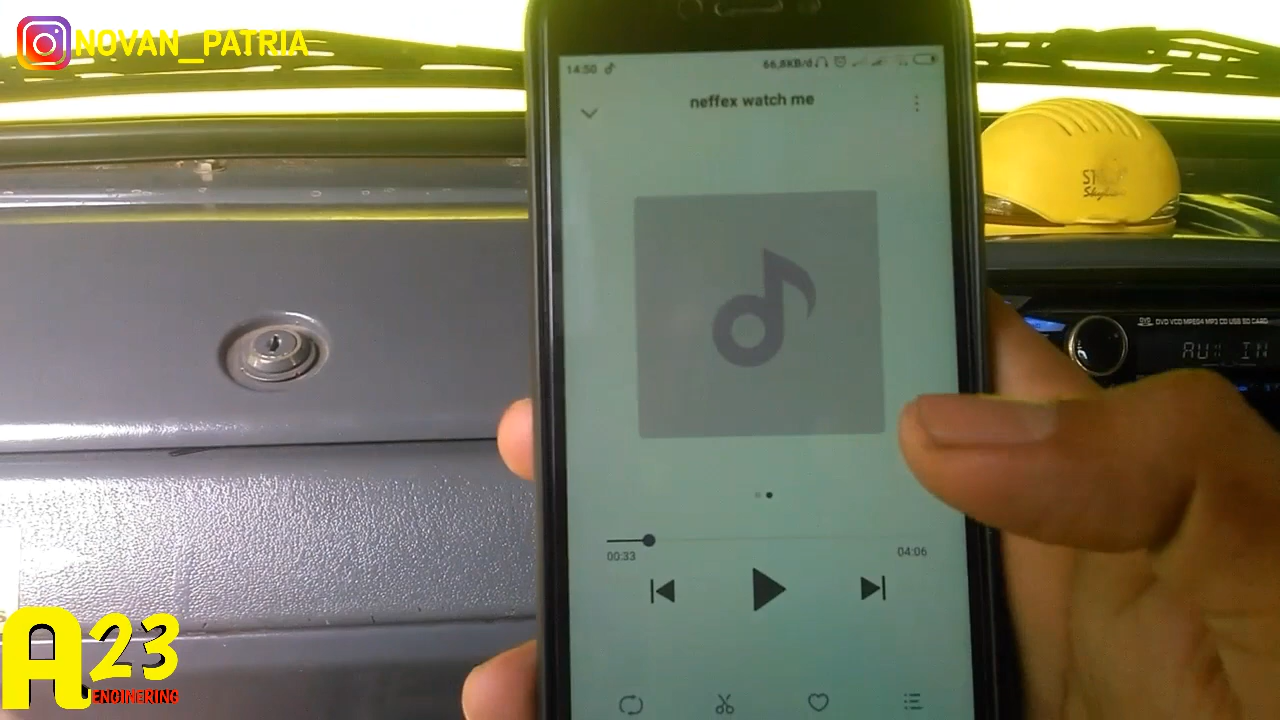 NOVAN_PATRIA
14:50
66,8KB/d
neffex watch me
DVD VCD MPEG4 MP3 CD USB SD CARD
AUX IN
00:33
04:06
A23
ENGINERING